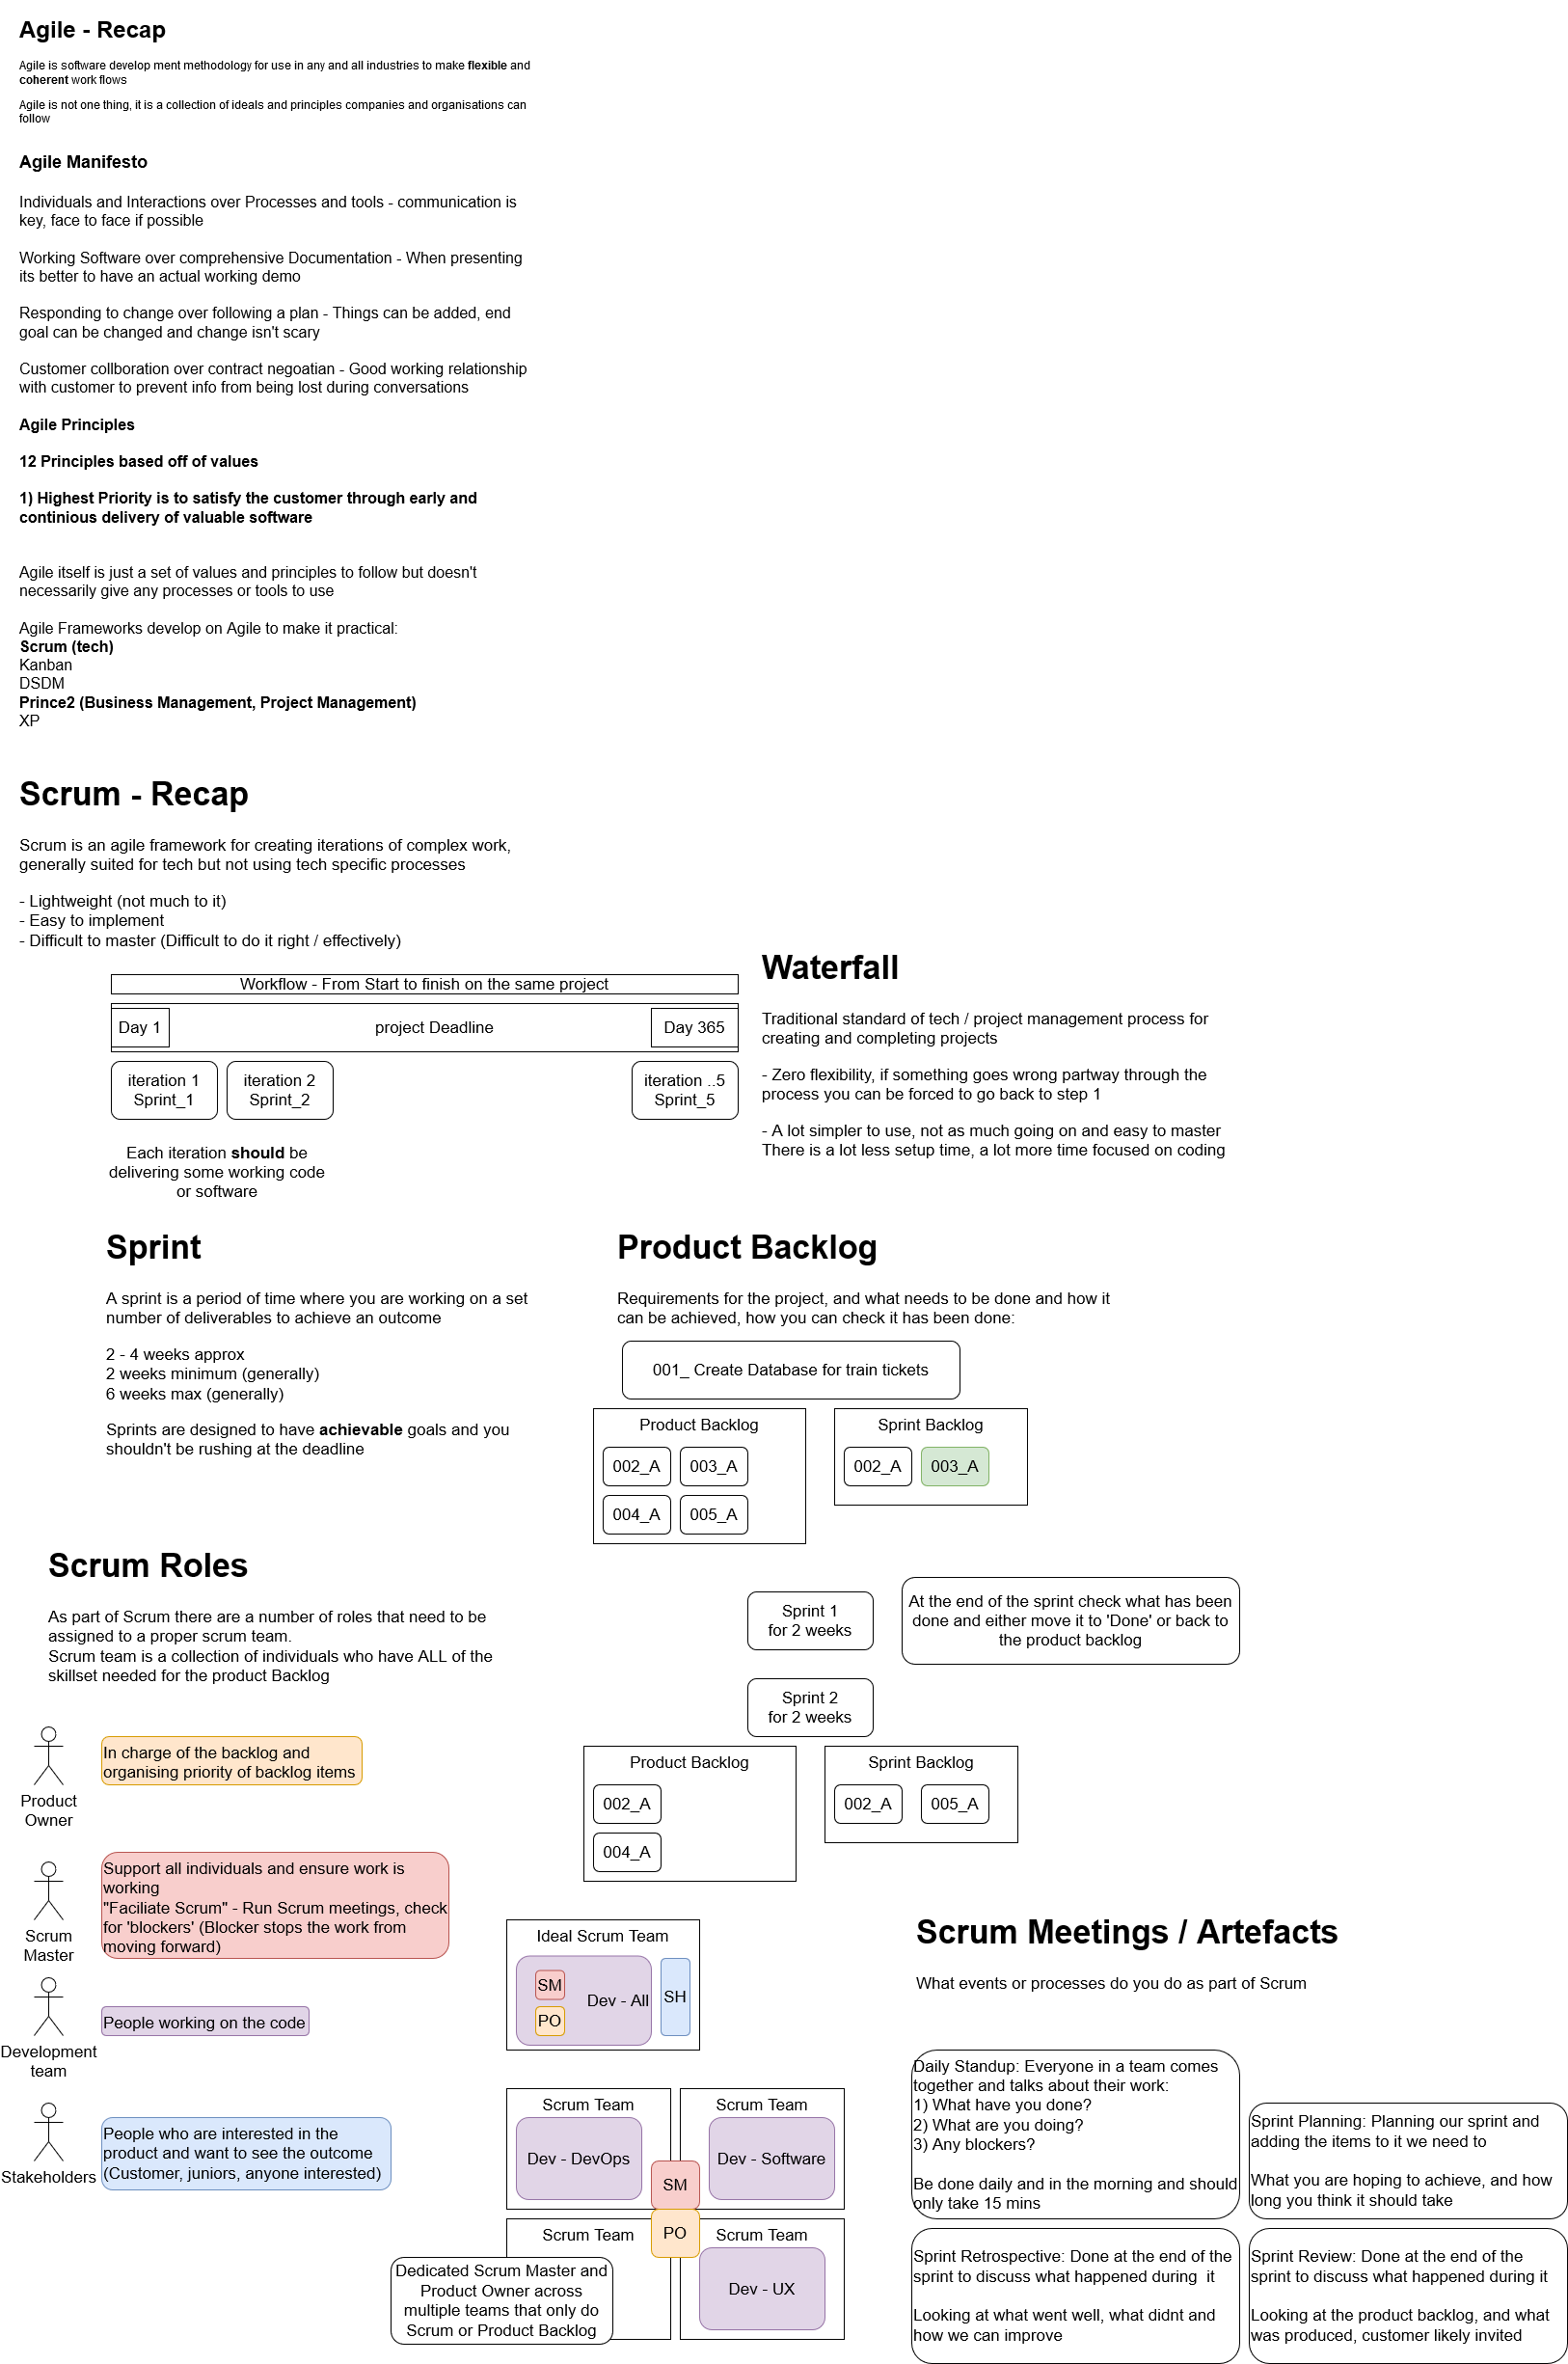 Agile - Recap
Agile is software develop ment methodology for use in any and all industries to make flexible and
coherent work flows
Agile is not one thing, it is a collection of ideals and principles companies and organisations can
follow
Agile Manifesto
Individuals and Interactions over Processes and tools - communication is
key, face to face if possible
Working Software over comprehensive Documentation - When presenting
its better to have an actual working demo
Responding to change over following a plan - Things can be added, end
goal can be changed and change isn't scary
Customer collboration over contract negoatian - Good working relationship
with customer to prevent info from being lost during conversations
Agile Principles
12 Principles based off of values
1) Highest Priority is to satisfy the customer through early and
continious delivery of valuable software
Agile itself is just a set of values and principles to follow but doesn't
necessarily give any processes or tools to use
Agile Frameworks develop on Agile to make it practical:
Scrum (tech)
Kanban
DSDM
Prince2 (Business Management, Project Management)
XP
Scrum - Recap
Scrum is an agile framework for creating iterations of complex work,
generally suited for tech but not using tech specific processes
- Lightweight (not much to it)
- Easy to implement
- Difficult to master (Difficult to do it right / effectively)
Workflow - From Start to finish on the same project
Day 1
project Deadline
Day 365
iteration 1
Sprint_1
iteration 2
Sprint_2
iteration ..5
Sprint_5
Each iteration should be
delivering some working code
or software
Waterfall
Traditional standard of tech / project management process for
creating and completing projects
- Zero flexibility, if something goes wrong partway through the
process you can be forced to go back to step 1
- A lot simpler to use, not as much going on and easy to master
There is a lot less setup time, a lot more time focused on coding
Sprint
A sprint is a period of time where you are working on a set
number of deliverables to achieve an outcome
2 - 4 weeks approx
2 weeks minimum (generally)
6 weeks max (generally)
Sprints are designed to have achievable goals and you
shouldn't be rushing at the deadline
Product Backlog
Requirements for the project, and what needs to be done and how it
can be achieved, how you can check it has been done:
001_ Create Database for train tickets
Product Backlog
002_A
003_A
004_A
005_A
Sprint Backlog
002_A
003_A
Sprint 1
for 2 weeks
At the end of the sprint check what has been
done and either move it to 'Done' or back to
the product backlog
Sprint 2
for 2 weeks
Product Backlog
002_A
004_A
Sprint Backlog
002_A
005_A
Scrum Roles
As part of Scrum there are a number of roles that need to be
assigned to a proper scrum team.
Scrum team is a collection of individuals who have ALL of the
skillset needed for the product Backlog
Product
Owner
In charge of the backlog and
organising priority of backlog items
Scrum
Master
Support all individuals and ensure work is
working
"Faciliate Scrum" - Run Scrum meetings, check
for 'blockers' (Blocker stops the work from
moving forward)
Development
team
People working on the code
Stakeholders
People who are interested in the
product and want to see the outcome
(Customer, juniors, anyone interested)
Ideal Scrum Team
SM
PO
Dev - All
SH
Scrum Team
Dev - DevOps
Scrum Team
Dev - Software
SM
PO
Scrum Team
Scrum Team
Dev - UX
Dedicated Scrum Master and
Product Owner across
multiple teams that only do
Scrum or Product Backlog
Scrum Meetings / Artefacts
What events or processes do you do as part of Scrum
Daily Standup: Everyone in a team comes
together and talks about their work:
1) What have you done?
2) What are you doing?
3) Any blockers?
Be done daily and in the morning and should
only take 15 mins
Sprint Planning: Planning our sprint and
adding the items to it we need to
What you are hoping to achieve, and how
long you think it should take
Sprint Retrospective: Done at the end of the
sprint to discuss what happened during  it
Looking at what went well, what didnt and
how we can improve
Sprint Review: Done at the end of the
sprint to discuss what happened during it
Looking at the product backlog, and what
was produced, customer likely invited